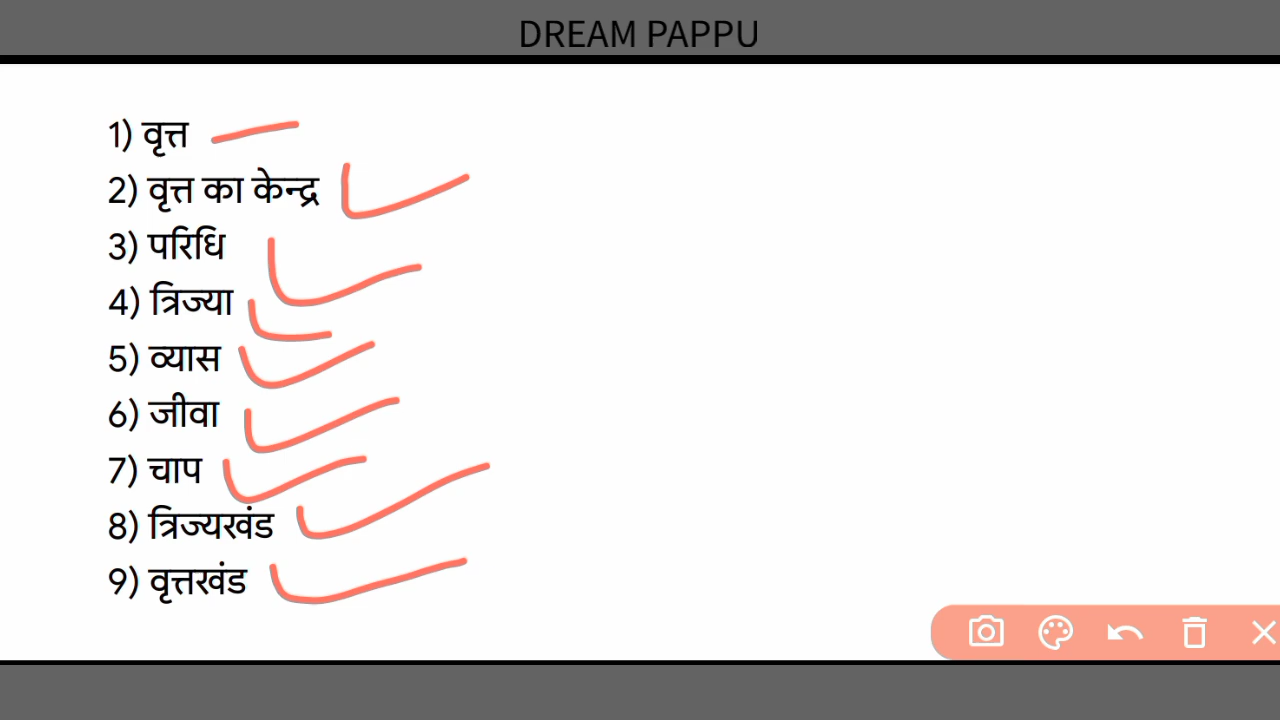 DREAM PAPPU
1) वृत्त
2) वृत्त का केन्द्र
3) परिधि
4) त्रिज्या
5) व्यास
6) जीवा
7) चाप
8) त्रिज्यखंड
9) वृत्तखंड